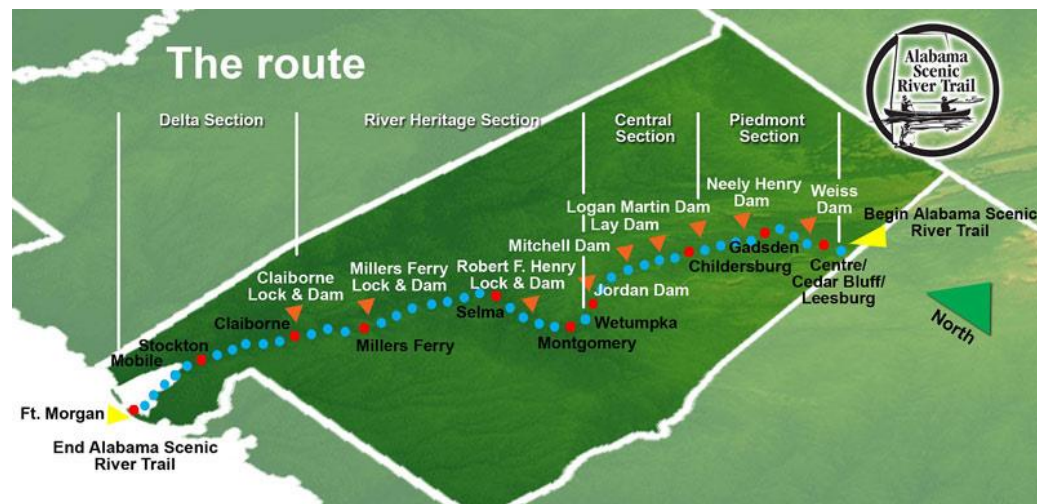 The route
Alabama
Scenic
River Trail
Delta Section
River Heritage Section
Central
Section
Piedmont
Section
Neely Henry
Dam
Weiss
Dam
Logan Martin Dam
Lay Dam
Begin Alabama Scenic
River Trail
Mitchell Dam
Gadsden
Childersburg
Centre/
Cedar Bluff/
Leesburg
Claiborne
Lock & Dam
Millers Ferry
Lock & Dam
Robert F. Henry
Lock & Dam
Jordan Dam
Selma
Wetumpka
North
Claiborne
Millers Ferry
Montgomery
Stockton
Mobile
Ft. Morgan
End Alabama Scenic
River Trail